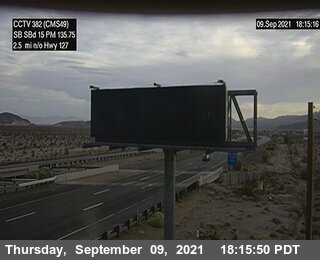 CCTV 382 (CMS49)
SB SBd 15 PM 135.75
2.5 mi n/o Hwy 127
09.Sep 2021 18:15:16
Thursday, September 09, 2021 18:15:50 PDT